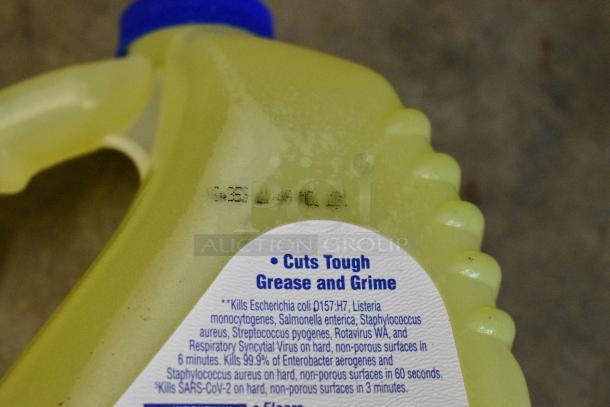 AUCTION GROUP
• Cuts Tough
Grease and Grime
**Kills Escherichia coli O157:H7, Listeria
monocytogenes, Salmonella enterica, Staphylococcus
aureus, Streptococcus pyogenes, Rotavirus WA, and
Respiratory Syncytial Virus on hard, non-porous surfaces in
6 minutes. Kills 99.9% of Enterobacter aerogenes and
Staphylococcus aureus on hard, non-porous surfaces in 60 seconds.
§Kills SARS-CoV-2 on hard, non-porous surfaces in 3 minutes.